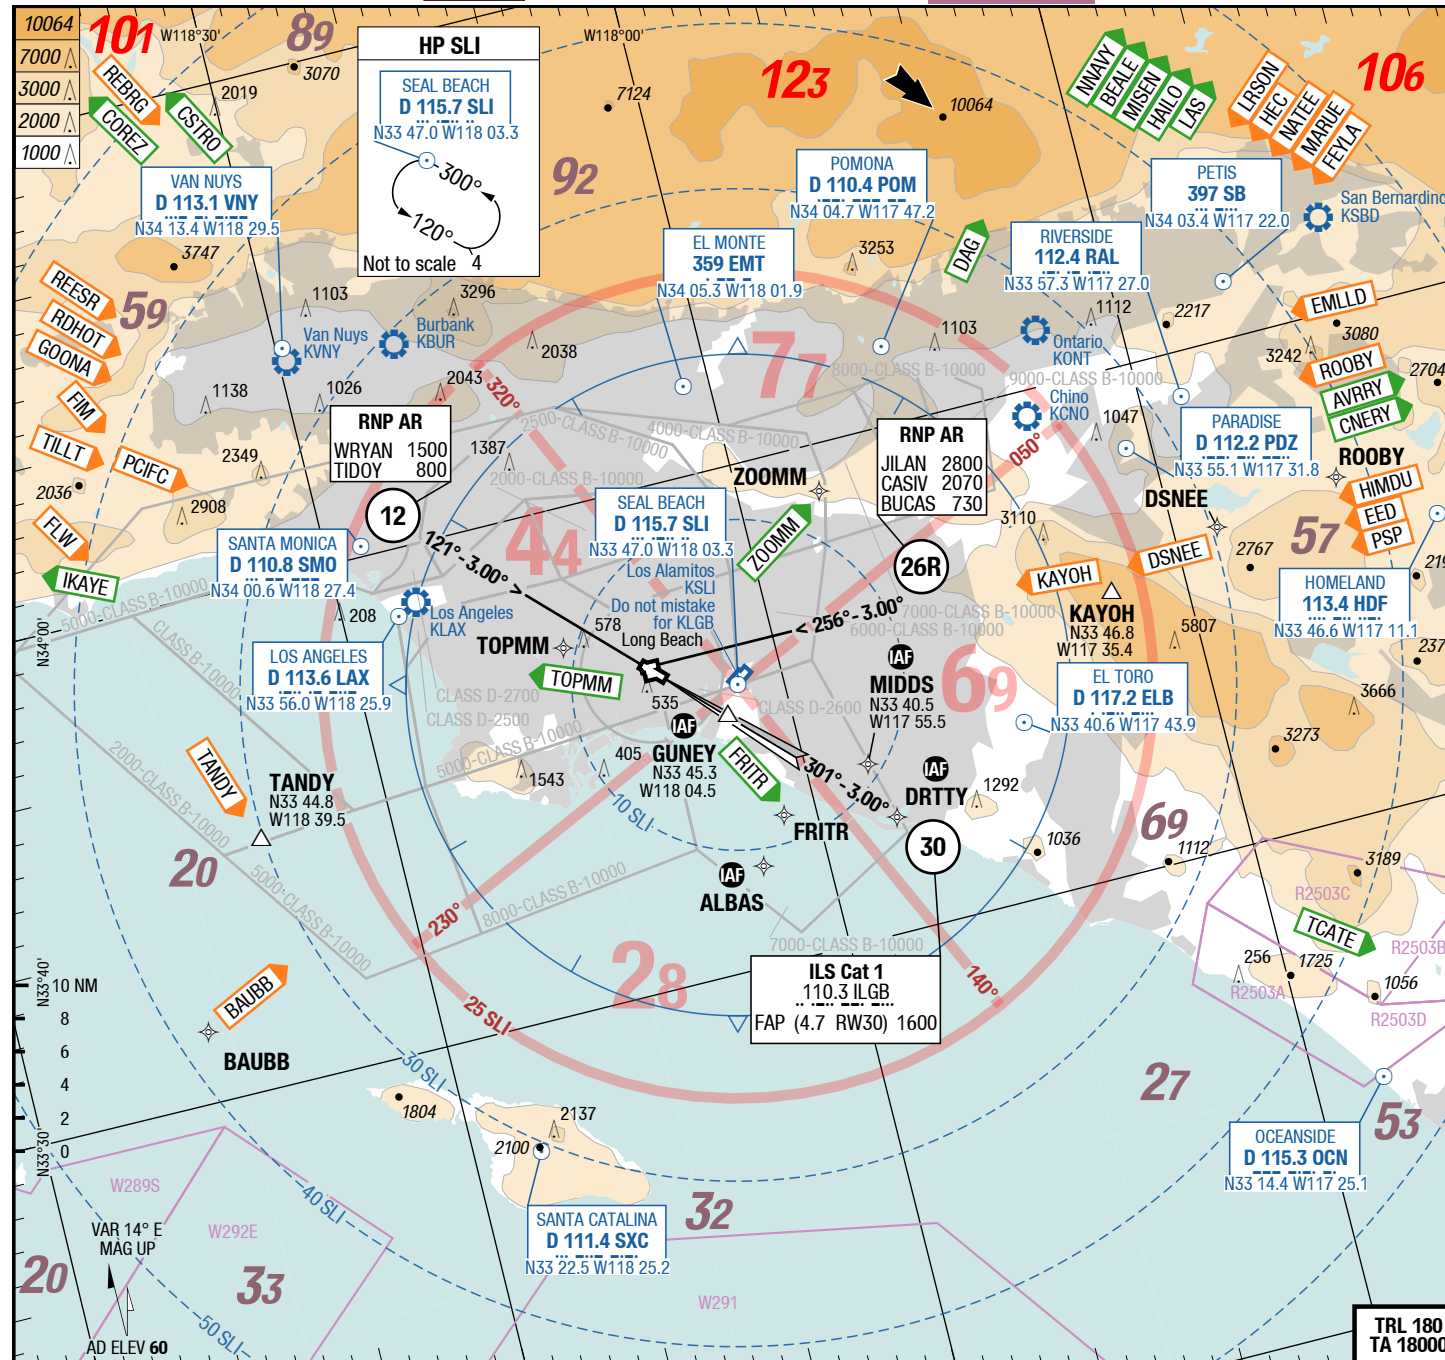 10064
7000
3000
2000
1000
101
W118°30'
89
3070
2019
REBRG
COREZ
CSTRO
HP SLI
SEAL BEACH
D 115.7 SLI
N33 47.0 W118 03.3
300°
120°
Not to scale 4
W118°00'
7124
123
10064
92
NNAVY
BEALE
MISEN
HAILO
LAS
106
LRSON
HEC
NATEE
MARUE
FEYLA
VAN NUYS
D 113.1 VNY
N34 13.4 W118 29.5
3747
POMONA
D 110.4 POM
N34 04.7 W117 47.2
PETIS
397 SB
N34 03.4 W117 22.0
San Bernardino
KSBD
EL MONTE
359 EMT
N34 05.3 W118 01.9
3253
DAG
RIVERSIDE
112.4 RAL
N33 57.3 W117 27.0
REESR
RDHOT
GOONA
FIM
TILLT
PCIFC
FLW
IKAYE
59
1103
3296
Van Nuys
KVNY
Burbank
KBUR
2038
2043
1138
1026
77
1103
1112
2217
Ontario
KONT
EMLLD
3080
3242
ROOBY
AVRRY
CNERY
2704
8000-CLASS B-10000
9000-CLASS B-10000
Chino
KCNO
1047
320°
050°
RNP AR
WRYAN 1500
TIDOY 800
12
1387
2500-CLASS B-10000
4000-CLASS B-10000
2000-CLASS B-10000
ZOOMM
RNP AR
JILAN 2800
CASIV 2070
BUCAS 730
26R
PARADISE
D 112.2 PDZ
N33 55.1 W117 31.8
ROOBY
HIMDU
EED
PSP
DSNEE
2349
2036
2908
3110
2767
57
SANTA MONICA
D 110.8 SMO
N34 00.6 W118 27.4
121° - 3.00° >
44
SEAL BEACH
D 115.7 SLI
N33 47.0 W118 03.3
Los Alamitos
KSLI
Do not mistake
for KLGB
Long Beach
ZOOMM
DSNEE
KAYOH
KAYOH
N33 46.8
W117 35.4
HOMELAND
113.4 HDF
N33 46.6 W117 11.1
5000-CLASS B-10000
CLASS B-10000
208
Los Angeles
KLAX
N34°00'
578
TOPMM
TOPMM
< 256° - 3.00°
7000-CLASS B-10000
6000-CLASS B-10000
5807
LOS ANGELES
D 113.6 LAX
N33 56.0 W118 25.9
CLASS D-2700
CLASS D-2500
535
IAF
GUNEY
N33 45.3
W118 04.5
CLASS D-2600
IAF
MIDDS
N33 40.5
W117 55.5
69
EL TORO
D 117.2 ELB
N33 40.6 W117 43.9
3666
3273
2000-CLASS B-10000
TANDY
TANDY
N33 44.8
W118 39.5
5000-CLASS B-10000
1543
405
FRITR
FRITR
301° - 3.00°
IAF
DRTTY
1292
10 SLI
30
1036
69
1112
3189
20
5000-CLASS B-10000
IAF
ALBAS
8000-CLASS B-10000
230°
R2503C
TCATE
R2503B
256
1725
1056
R2503A
R2503D
7000-CLASS B-10000
28
ILS Cat 1
110.3 ILGB
FAP (4.7 RW30) 1600
140°
N33°40'
10 NM
8
6
4
2
0
N33°30'
BAUBB
BAUBB
25 SLI
30 SLI
27
53
1804
2137
2100
OCEANSIDE
D 115.3 OCN
N33 14.4 W117 25.1
W289S
40 SLI
W292E
VAR 14° E
MAG UP
32
SANTA CATALINA
D 111.4 SXC
N33 22.5 W118 25.2
20
33
W291
50 SLI
AD ELEV 60
TRL 180
TA 18000